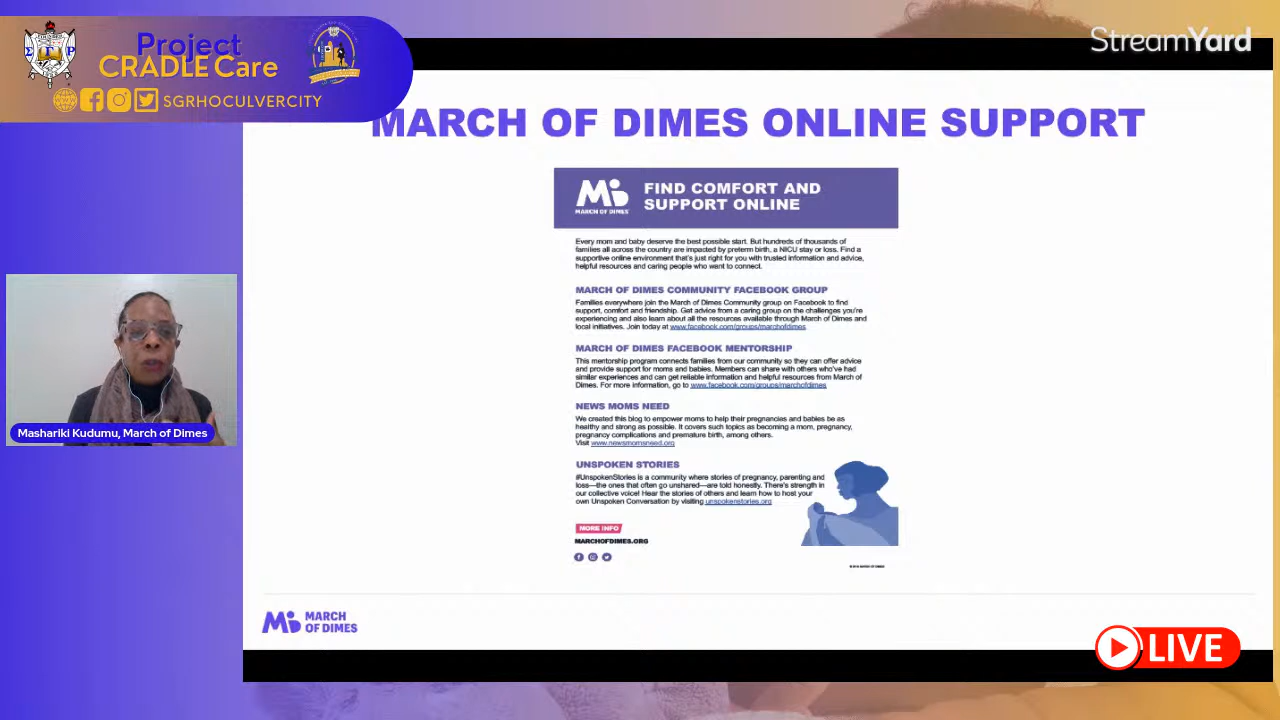 Project
CRADLE Care
SGRHOCULVERCITY
StreamYard
MARCH OF DIMES ONLINE SUPPORT
MARCH OF DIMES
FIND COMFORT AND
SUPPORT ONLINE
Every mom and baby deserve the best possible start. But hundreds of thousands of
families all across the country are impacted by preterm birth, a NICU stay or loss. Find a
supportive online environment that's just right for you with trusted information and advice,
helpful resources and caring people who want to connect.
MARCH OF DIMES COMMUNITY FACEBOOK GROUP
Families everywhere join the March of Dimes Community group on Facebook to find
support, comfort and friendship. Get advice from a caring group on the challenges you're
experiencing and also learn about all the resources available through March of Dimes and
local initiatives. Join today at www.facebook.com/groups/marchofdimes
MARCH OF DIMES FACEBOOK MENTORSHIP
This mentorship program connects families from our community so they can offer advice
and provide support for moms and babies. Members can share with others who've had
similar experiences and can get reliable information and helpful resources from March of
Dimes. For more information, go to www.facebook.com/groups/marchofdimes
NEWS MOMS NEED
We created this blog to empower moms to help their pregnancies and babies be as
healthy and strong as possible. It covers such topics as becoming a mom, pregnancy,
pregnancy complications and premature birth, among others.
Visit www.newsmomsneed.org
UNSPOKEN STORIES
#UnspokenStories is a community where stories of pregnancy, parenting and
loss—the ones that often go unshared—are told honestly. There's strength in
our collective voice! Hear the stories of others and learn how to host your
own Unspoken Conversation by visiting unspokenstories.org
MORE INFO
MARCHOFDIMES.ORG
Mashariki Kudumu, March of Dimes
MARCH
OF DIMES
LIVE